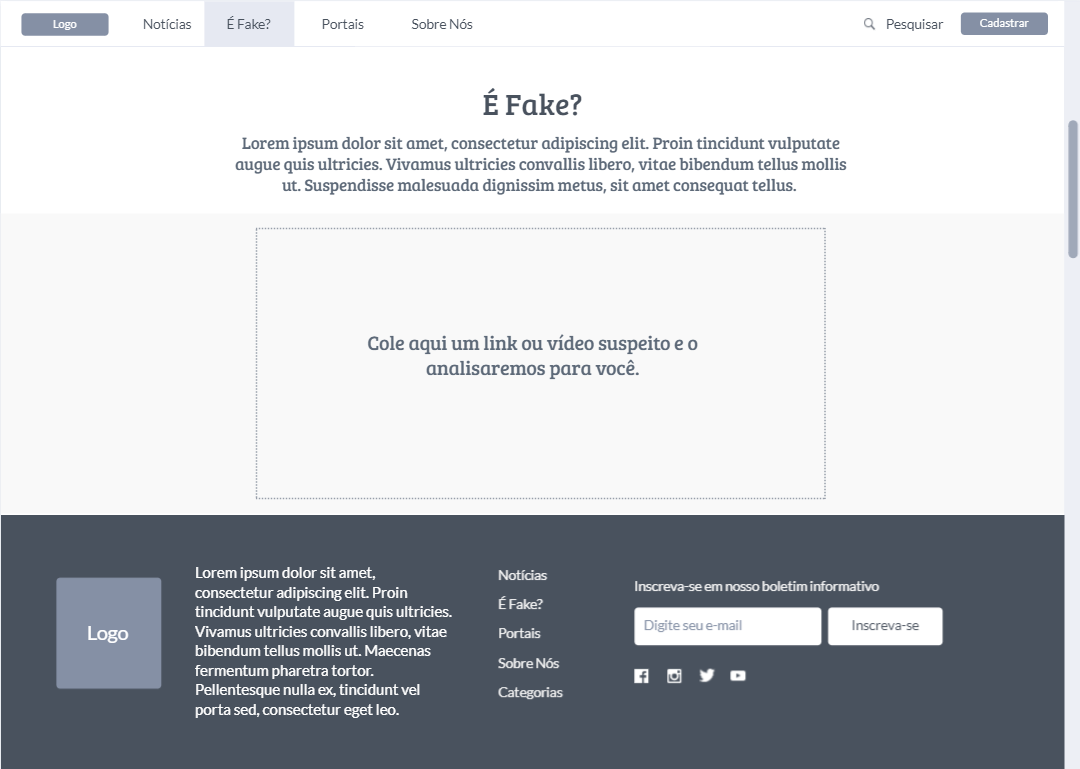 Logo
Notícias
É Fake?
Portais
Sobre Nós
Pesquisar
Cadastrar
É Fake?
Lorem ipsum dolor sit amet, consectetur adipiscing elit. Proin tincidunt vulputate
augue quis ultricies. Vivamus ultricies convallis libero, vitae bibendum tellus mollis
ut. Suspendisse malesuada dignissim metus, sit amet consequat tellus.
Cole aqui um link ou vídeo suspeito e o
analisaremos para você.
Logo
Lorem ipsum dolor sit amet,
consectetur adipiscing elit. Proin
tincidunt vulputate augue quis ultricies.
Vivamus ultricies convallis libero, vitae
bibendum tellus mollis ut. Maecenas
fermentum pharetra tortor.
Pellentesque nulla ex, tincidunt vel
porta sed, consectetur eget leo.
Notícias
É Fake?
Portais
Sobre Nós
Categorias
Inscreva-se em nosso boletim informativo
Digite seu e-mail
Inscreva-se